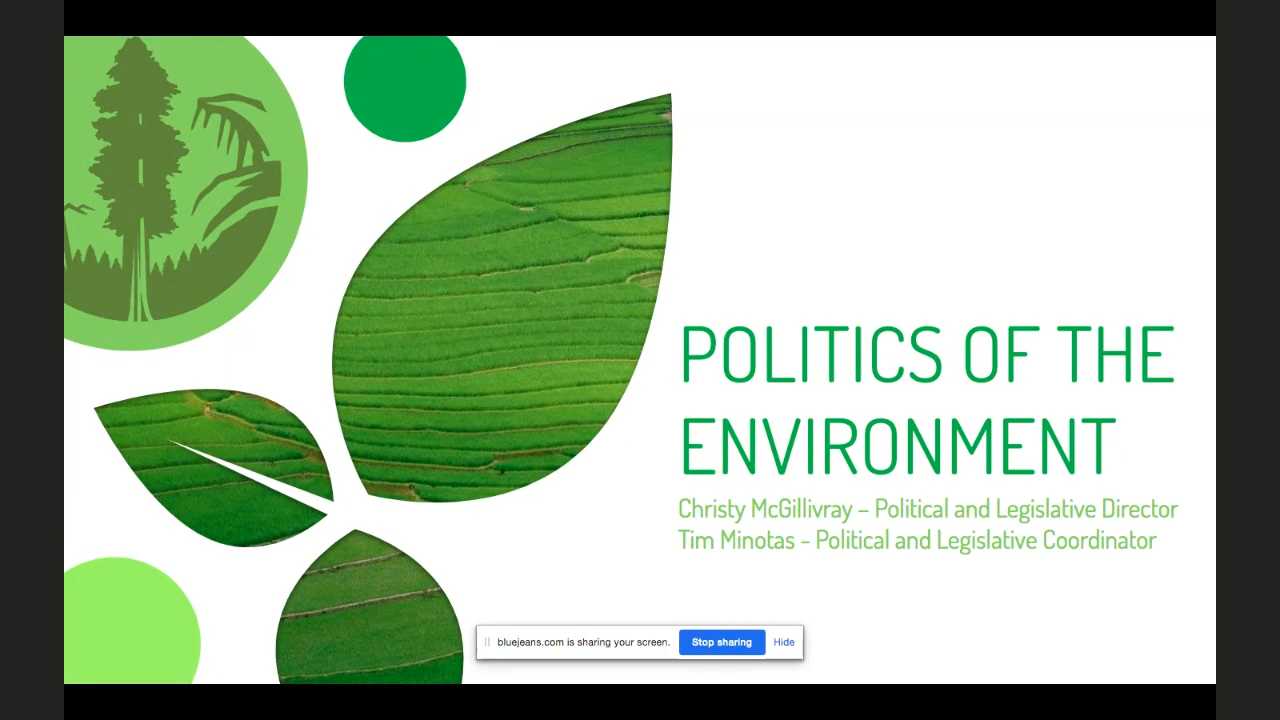 POLITICS OF THE
ENVIRONMENT
Christy McGillivray – Political and Legislative Director
Tim Minotas - Political and Legislative Coordinator
bluejeans.com is sharing your screen. Stop sharing Hide